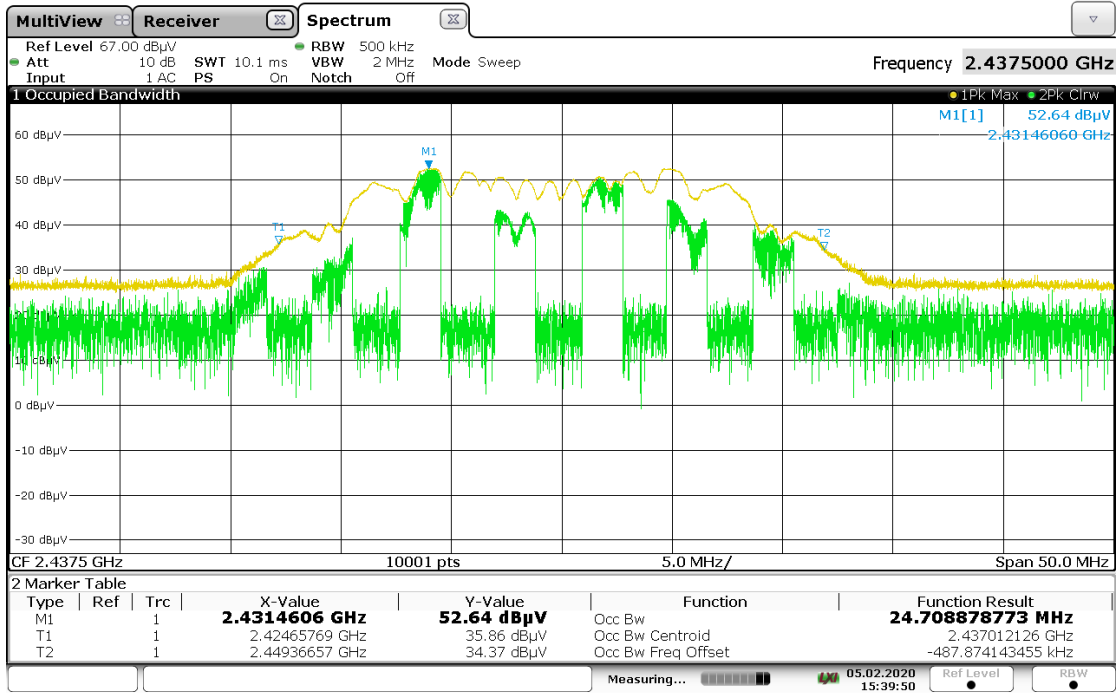 MultiView Receiver Spectrum
Ref Level 67.00 dBµV RBW 500 kHz
Att 10 dB SWT 10.1 ms VBW 2 MHz Mode Sweep
Input 1 AC PS On Notch Off
Frequency 2.4375000 GHz
1 Occupied Bandwidth 1Pk Max 2Pk Clrw
M1[1] 52.64 dBµV
2.43146060 GHz
60 dBµV
M1
50 dBµV
40 dBµV
T1
T2
30 dBµV
20 dBµV
10 dBµV
0 dBµV
-10 dBµV
-20 dBµV
-30 dBµV
CF 2.4375 GHz 10001 pts 5.0 MHz/ Span 50.0 MHz
2 Marker Table
Type Ref Trc X-Value Y-Value Function Function Result
M1 1 2.4314606 GHz 52.64 dBµV Occ Bw 24.708878773 MHz
T1 1 2.42465769 GHz 35.86 dBµV Occ Bw Centroid 2.437012126 GHz
T2 1 2.44936657 GHz 34.37 dBµV Occ Bw Freq Offset -487.874143455 kHz
Measuring... LXI 05.02.2020 Ref Level RBW
15:39:50